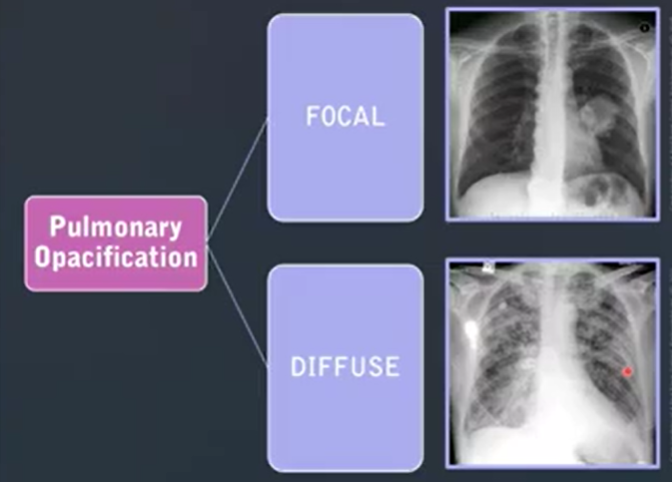 Pulmonary
Opacification
FOCAL
DIFFUSE